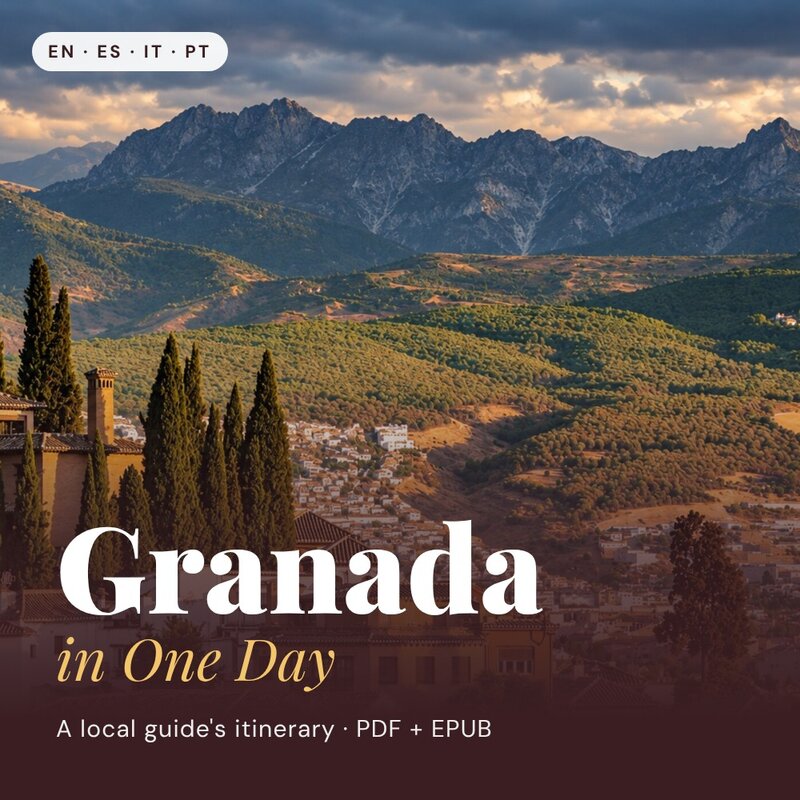 EN · ES · IT · PT
Granada
in One Day
A local guide's itinerary · PDF + EPUB